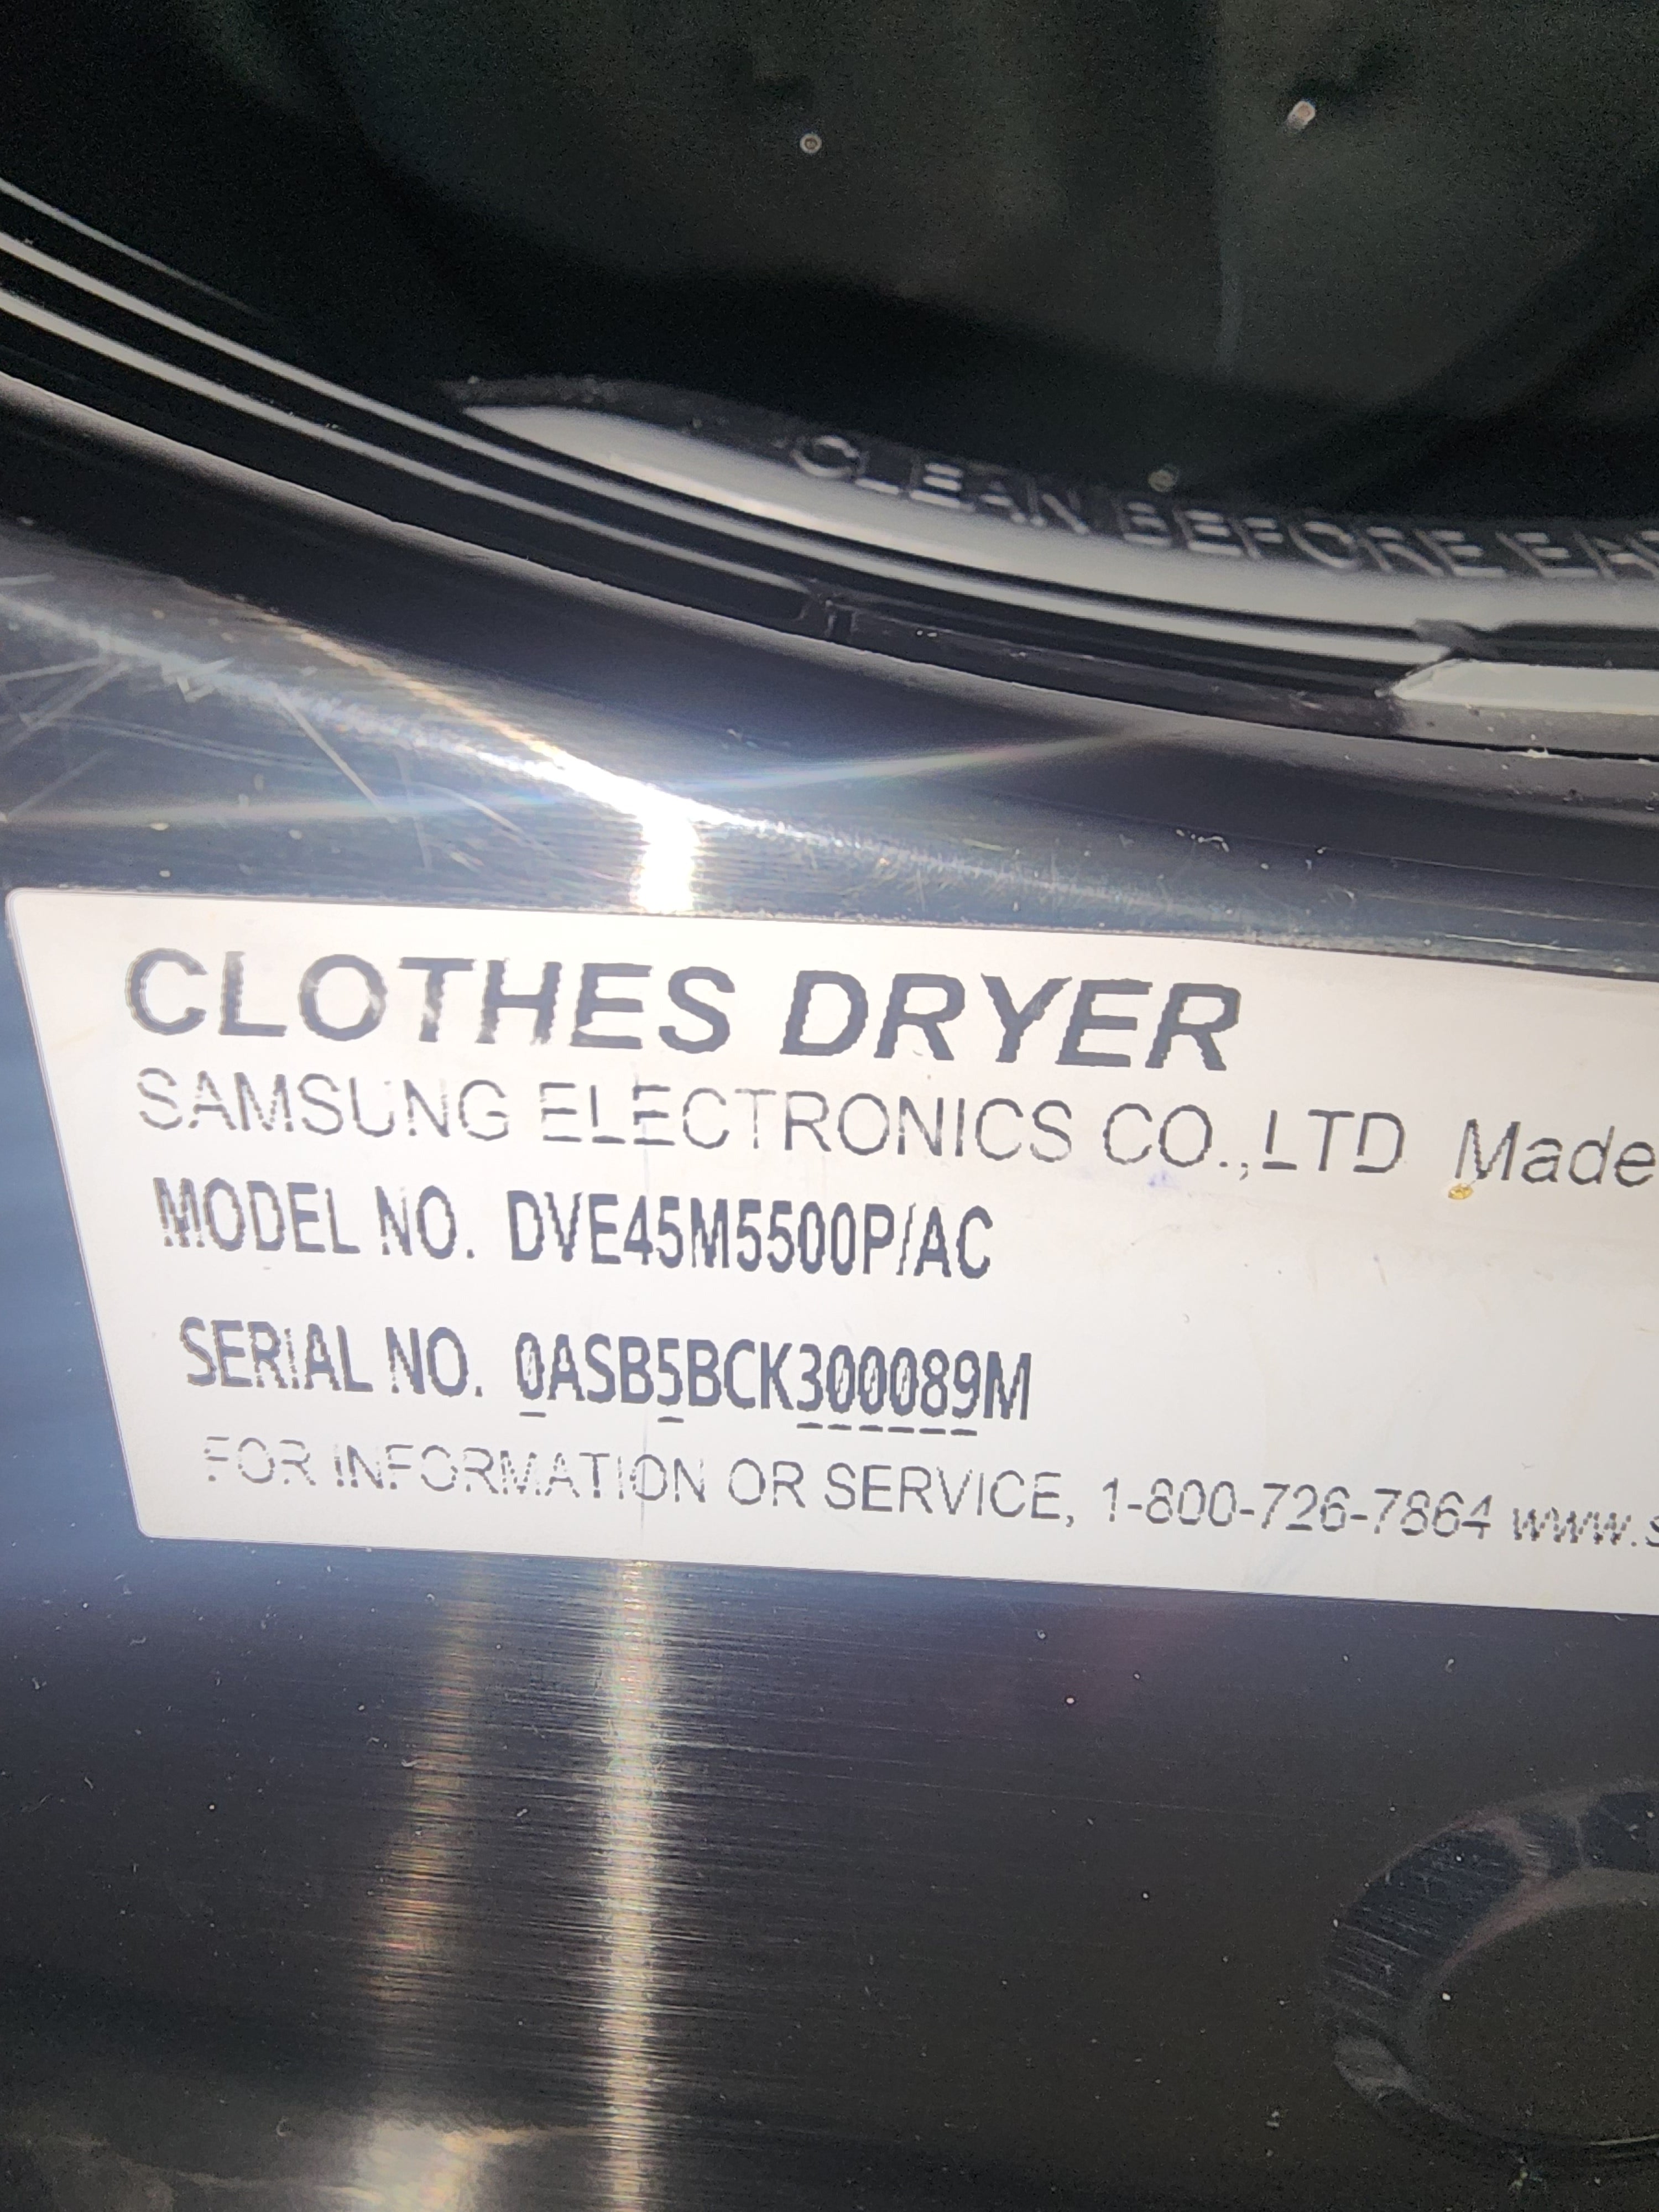 CLEAN BEFORE
CLOTHES DRYER
SAMSUNG ELECTRONICS CO.,LTD Made
MODEL NO. DVE45M5500P/AC
SERIAL NO. 0ASB5BCK300089M
FOR INFORMATION OR SERVICE, 1-800-726-7864 www.s